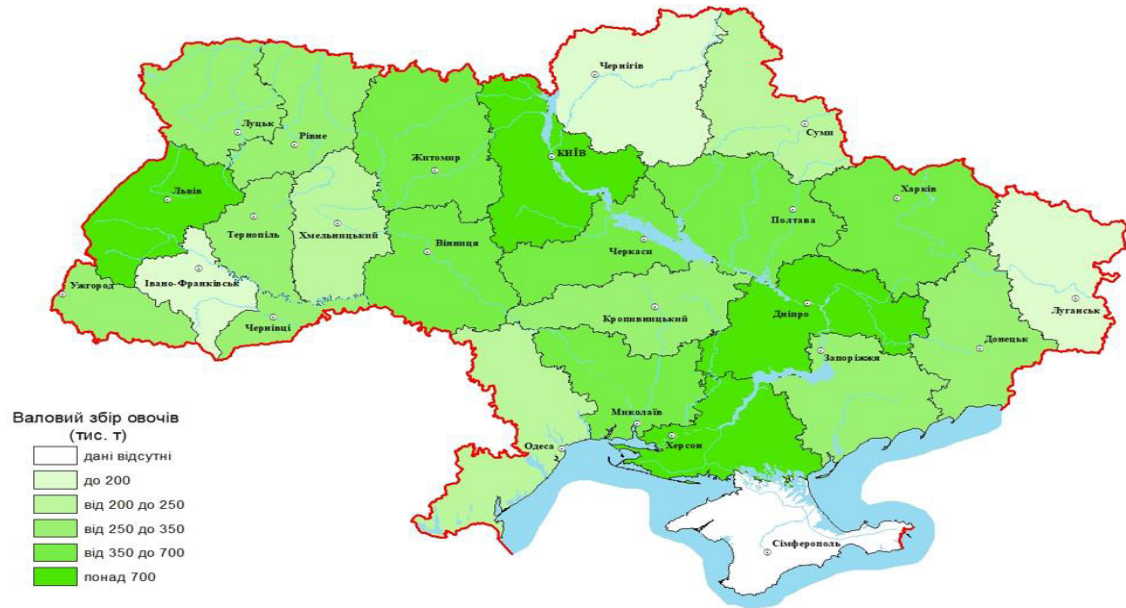 Чернігів
Суми
Луцьк
Рівне
Житомир
КИЇВ
Львів
Харків
Полтава
Тернопіль
Хмельницький
Вінниця
Черкаси
Ужгород
Івано-Франківськ
Луганськ
Чернівці
Кропивницький
Дніпро
Донецьк
Запоріжжя
Миколаїв
Херсон
Одеса
Сімферополь
Валовий збір овочів
(тис. т)
дані відсутні
до 200
від 200 до 250
від 250 до 350
від 350 до 700
понад 700